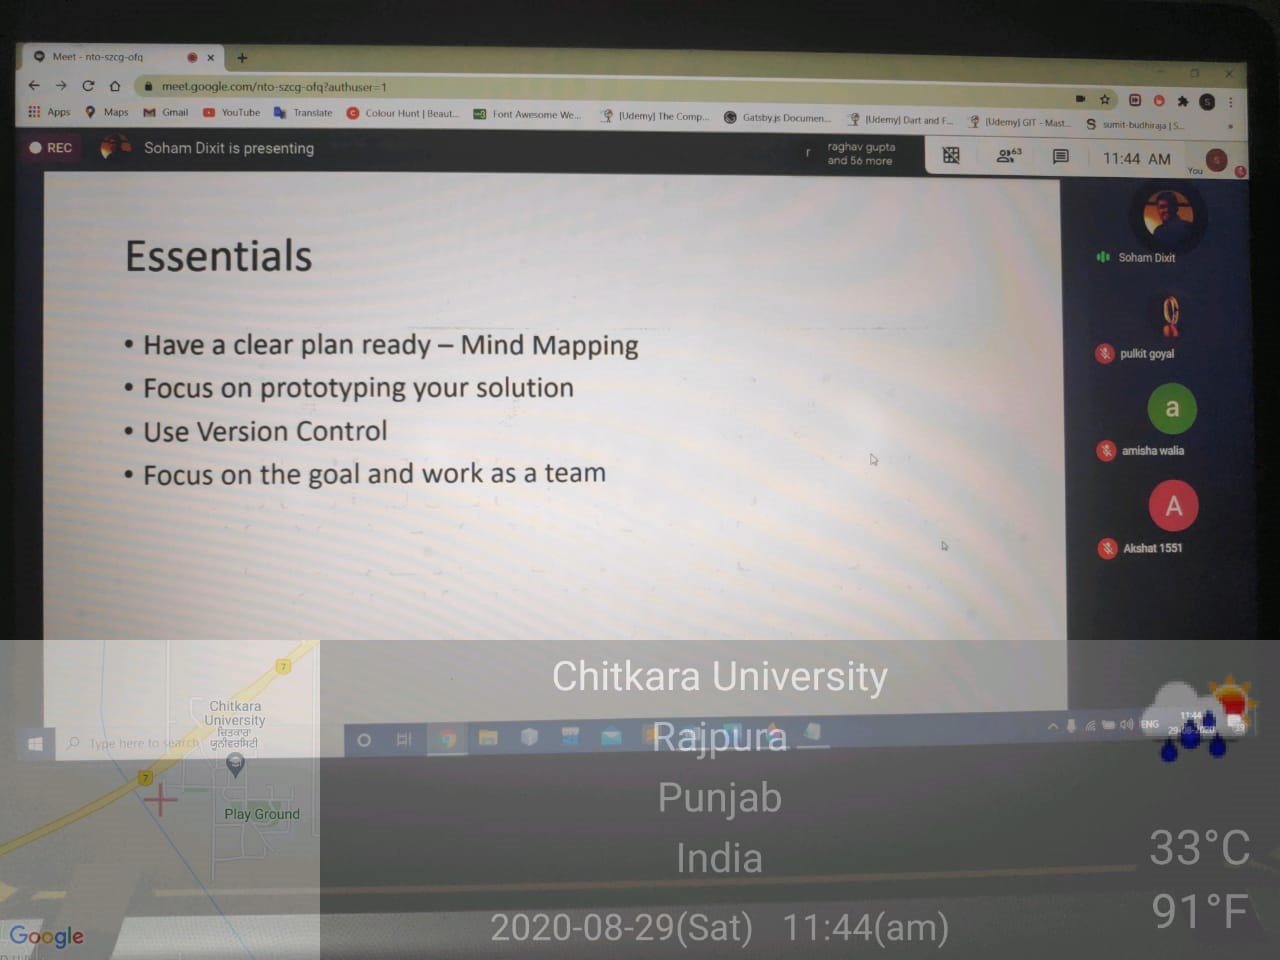 Meet - nto-szcg-ofq
meet.google.com/nto-szcg-ofq?authuser=1
Apps Maps Gmail YouTube Translate Colour Hunt | Beaut... Font Awesome We... [Udemy] The Comp... Gatsby.js Documen... [Udemy] Dart and F... [Udemy] GIT - Mast... sumit-budhiraja | S...
REC Soham Dixit is presenting
r raghav gupta
and 56 more
63 11:44 AM
You S
Essentials
• Have a clear plan ready – Mind Mapping
• Focus on prototyping your solution
• Use Version Control
• Focus on the goal and work as a team
Soham Dixit
pulkit goyal
a
amisha walia
A
Akshat 1551
Type here to search
ENG 11:44
29-08-2020
7
Chitkara
University
ਚਿਤਕਾਰਾ
ਯੂਨੀਵਰਸਿਟੀ
7
Play Ground
Google
Chitkara University
Rajpura
Punjab
India
2020-08-29(Sat) 11:44(am)
33°C
91°F